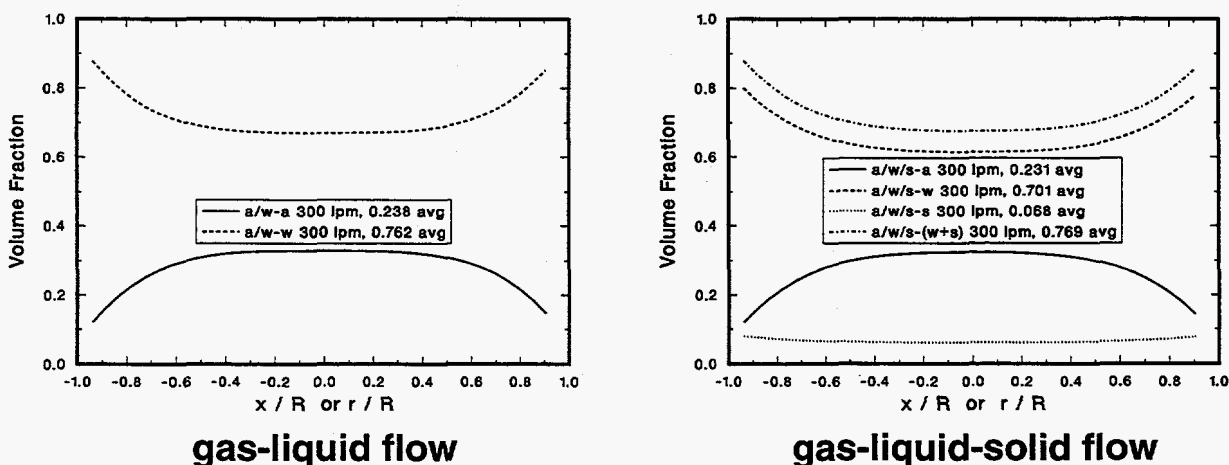 1.0
0.8
0.6
0.4
0.2
0.0
Volume Fraction
a/w-a 300 lpm, 0.238 avg
a/w-w 300 lpm, 0.762 avg
-1.0 -0.8 -0.6 -0.4 -0.2 0.0 0.2 0.4 0.6 0.8 1.0
x / R or r / R
gas-liquid flow
1.0
0.8
0.6
0.4
0.2
0.0
Volume Fraction
a/w/s-a 300 lpm, 0.231 avg
a/w/s-w 300 lpm, 0.701 avg
a/w/s-s 300 lpm, 0.068 avg
a/w/s-(w+s) 300 lpm, 0.769 avg
-1.0 -0.8 -0.6 -0.4 -0.2 0.0 0.2 0.4 0.6 0.8 1.0
x / R or r / R
gas-liquid-solid flow